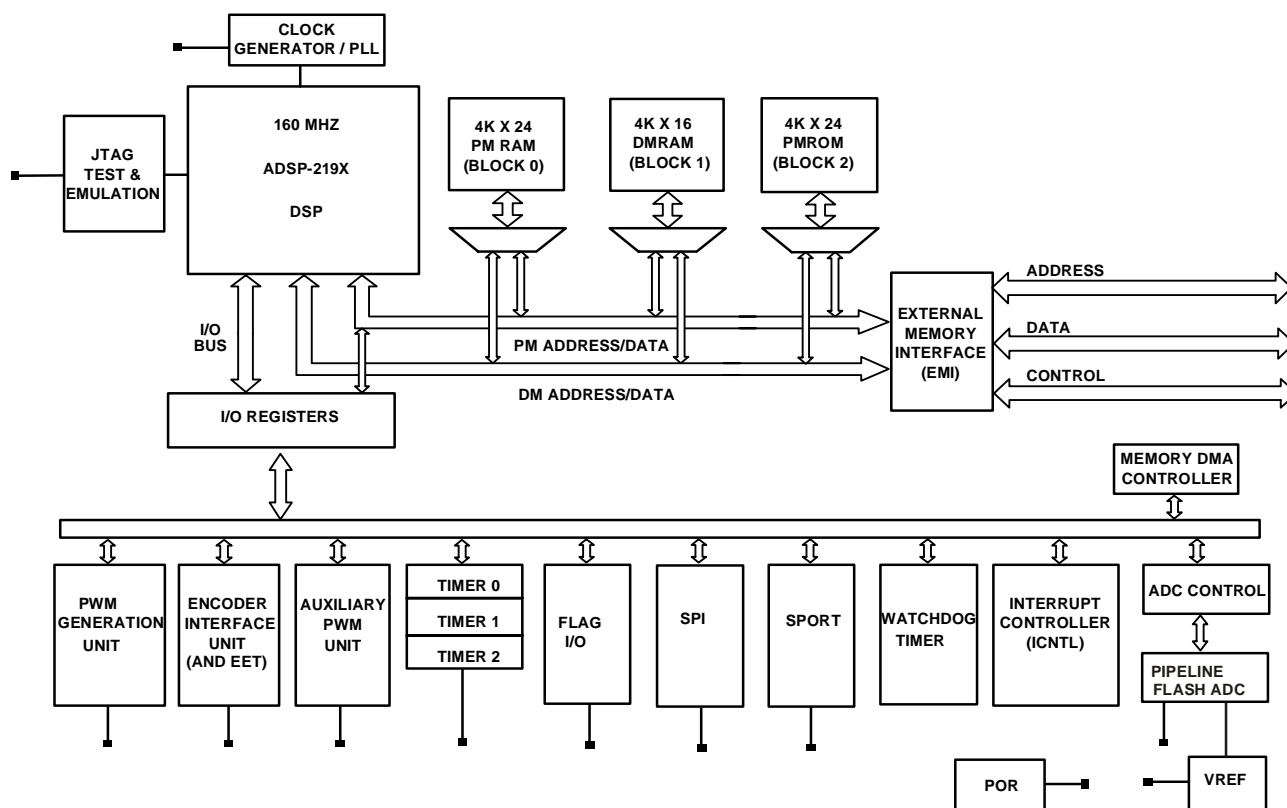 CLOCK
GENERATOR / PLL
160 MHZ
ADSP-219X
DSP
JTAG
TEST &
EMULATION
4K X 24
PM RAM
(BLOCK 0)
4K X 16
DMRAM
(BLOCK 1)
4K X 24
PMROM
(BLOCK 2)
I/O
BUS
PM ADDRESS/DATA
DM ADDRESS/DATA
EXTERNAL
MEMORY
INTERFACE
(EMI)
ADDRESS
DATA
CONTROL
I/O REGISTERS
MEMORY DMA
CONTROLLER
PWM
GENERATION
UNIT
ENCODER
INTERFACE
UNIT
(AND EET)
AUXILIARY
PWM
UNIT
TIMER 0
TIMER 1
TIMER 2
FLAG
I/O
SPI
SPORT
WATCHDOG
TIMER
INTERRUPT
CONTROLLER
(ICNTL)
ADC CONTROL
PIPELINE
FLASH ADC
POR
VREF